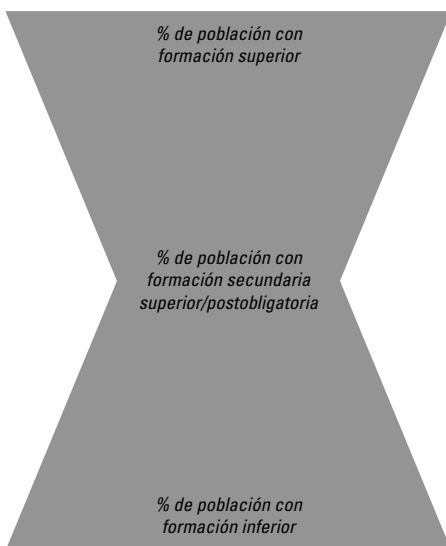 % de población con
formación superior
% de población con
formación secundaria
superior/postobligatoria
% de población con
formación inferior